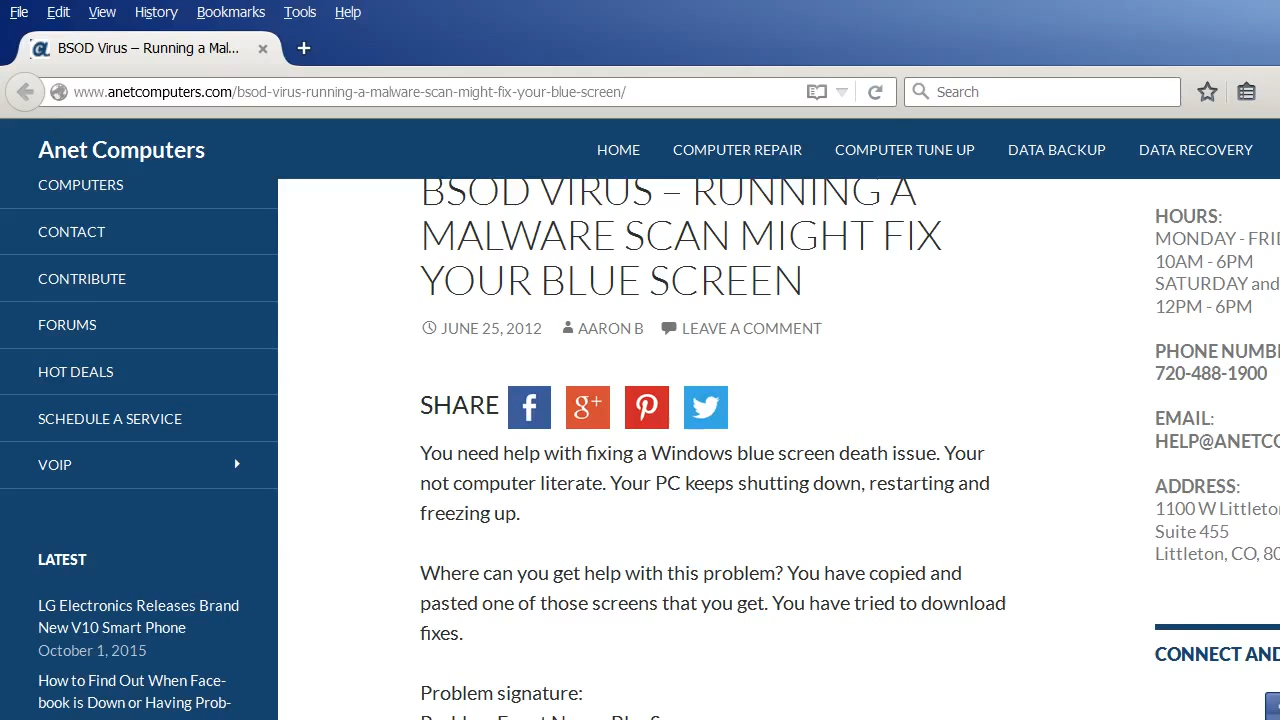 File Edit View History Bookmarks Tools Help
BSOD Virus – Running a Mal...
www.anetcomputers.com/bsod-virus-running-a-malware-scan-might-fix-your-blue-screen/
Search
Anet Computers
HOME COMPUTER REPAIR COMPUTER TUNE UP DATA BACKUP DATA RECOVERY
COMPUTERS
CONTACT
CONTRIBUTE
FORUMS
HOT DEALS
SCHEDULE A SERVICE
VOIP
LATEST
LG Electronics Releases Brand
New V10 Smart Phone
October 1, 2015
How to Find Out When Face-
book is Down or Having Prob-
BSOD VIRUS – RUNNING A
MALWARE SCAN MIGHT FIX
YOUR BLUE SCREEN
JUNE 25, 2012 AARON B LEAVE A COMMENT
SHARE
You need help with fixing a Windows blue screen death issue. Your
not computer literate. Your PC keeps shutting down, restarting and
freezing up.
Where can you get help with this problem? You have copied and
pasted one of those screens that you get. You have tried to download
fixes.
Problem signature:
HOURS:
MONDAY - FRI
10AM - 6PM
SATURDAY and
12PM - 6PM
PHONE NUMB
720-488-1900
EMAIL:
HELP@ANETC
ADDRESS:
1100 W Littleto
Suite 455
Littleton, CO, 80
CONNECT AND